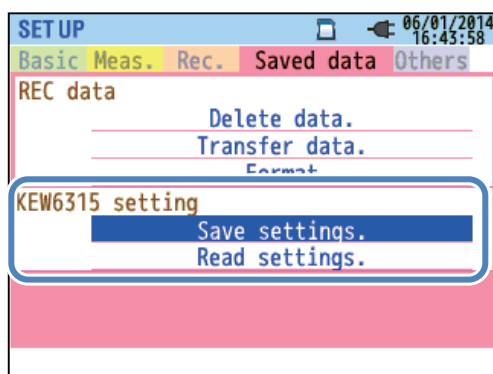 SET UP 06/01/2014
16:43:58
Basic Meas. Rec. Saved data Others
REC data
Delete data.
Transfer data.
Format
KEW6315 setting
Save settings.
Read settings.